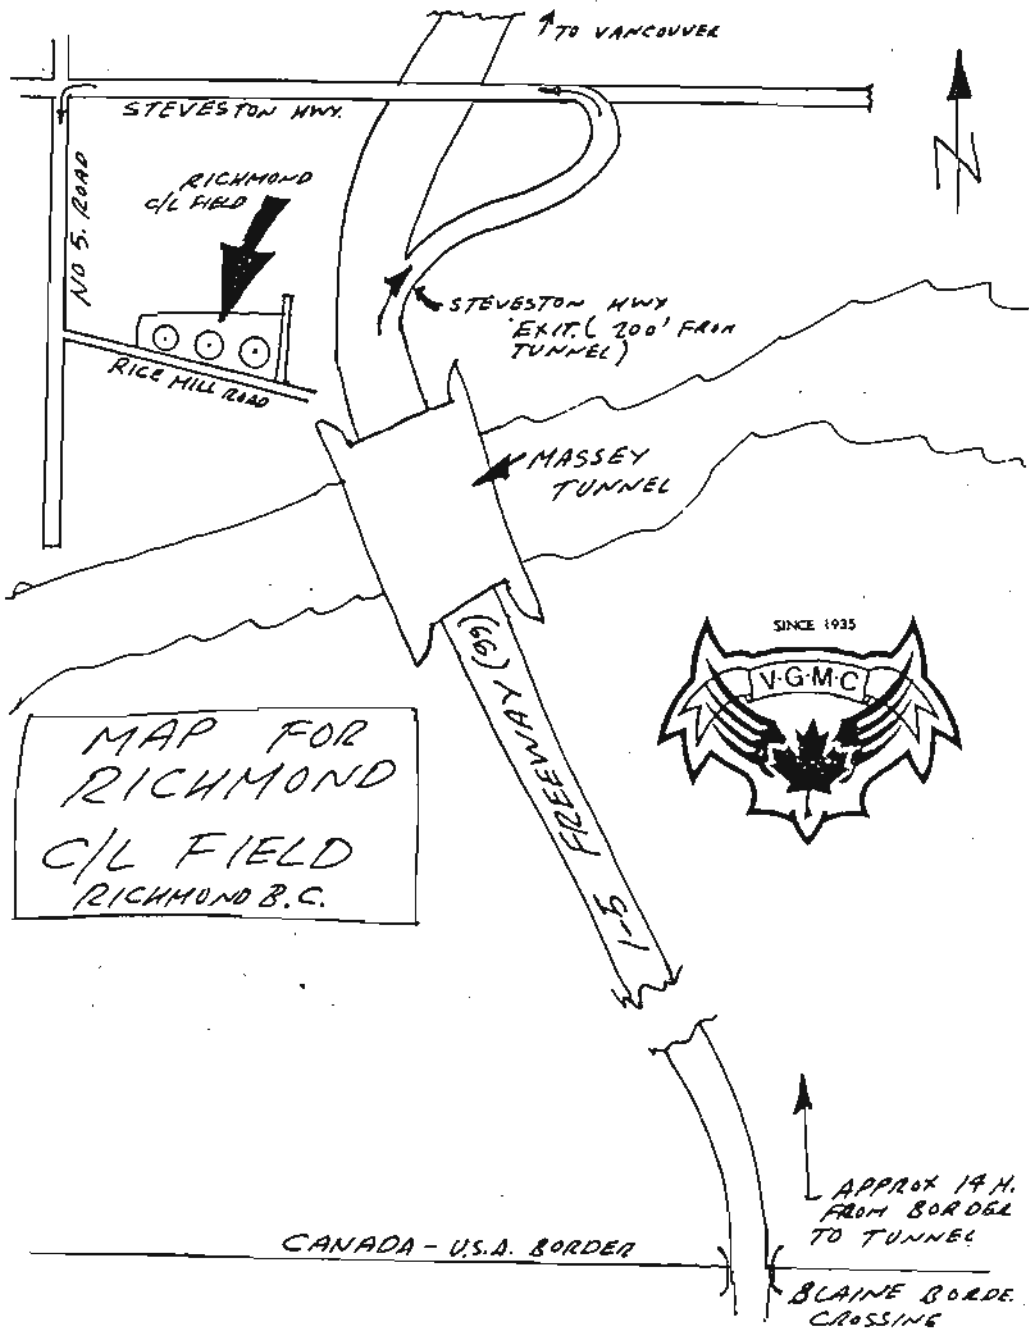 TO VANCOUVER
STEVESTON HWY.
NO 5. ROAD
RICHMOND
C/L FIELD
N
STEVESTON HWY
EXIT. ( 200' FROM
TUNNEL)
RICE MILL ROAD
MASSEY
TUNNEL
SINCE 1935
V·G·M·C
(99)
I-5 FREEWAY
MAP FOR
RICHMOND
C/L FIELD
RICHMOND B.C.
APPROX 14 M.
FROM BORDER
TO TUNNEL
CANADA - U.S.A. BORDER
BLAINE BORDE.
CROSSING